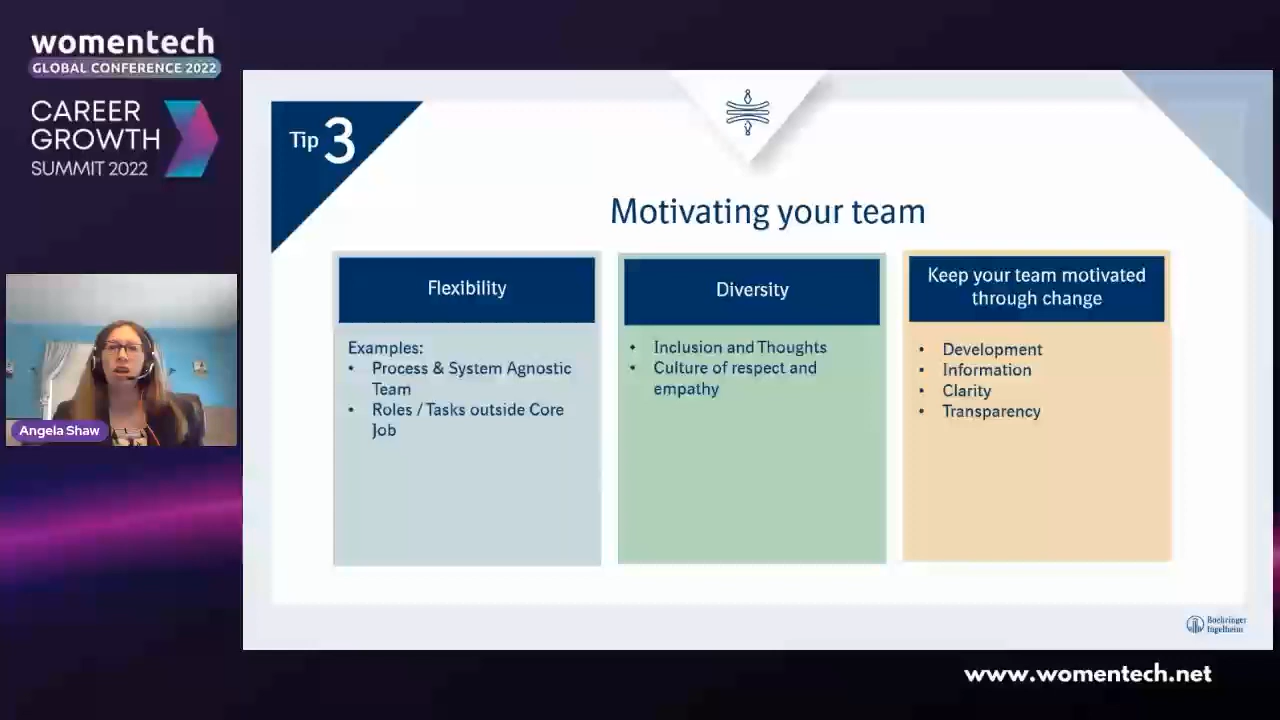 womentech
GLOBAL CONFERENCE 2022
CAREER
GROWTH
SUMMIT 2022
Angela Shaw
Tip 3
Motivating your team
Flexibility
Examples:
• Process & System Agnostic
Team
• Roles / Tasks outside Core
Job
Diversity
• Inclusion and Thoughts
• Culture of respect and
empathy
Keep your team motivated
through change
• Development
• Information
• Clarity
• Transparency
Boehringer
Ingelheim
www.womentech.net